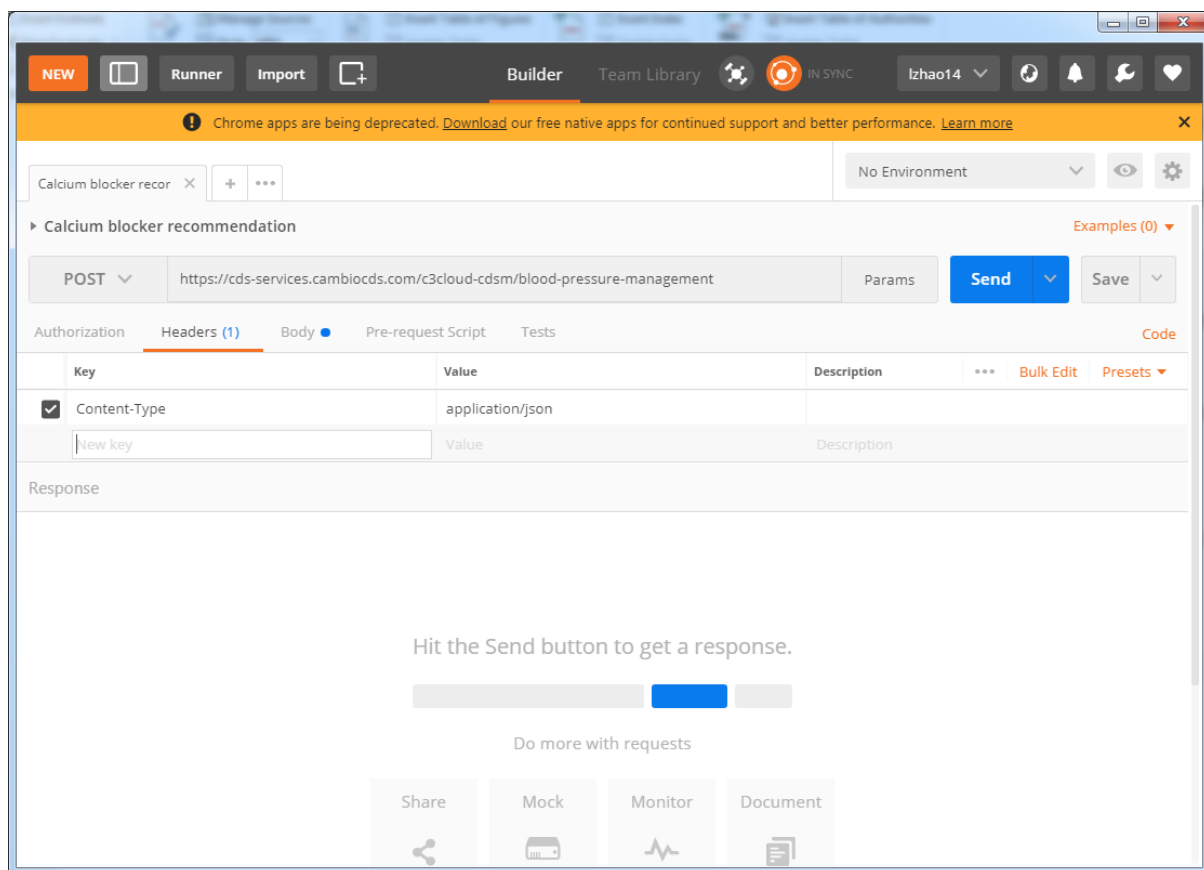 NEW Runner Import Builder Team Library IN SYNC lzhao14
Chrome apps are being deprecated. Download our free native apps for continued support and better performance. Learn more
Calcium blocker recor No Environment
Calcium blocker recommendation Examples (0)
POST https://cds-services.cambiocds.com/c3cloud-cdsm/blood-pressure-management Params Send Save
Authorization Headers (1) Body Pre-request Script Tests Code
Key Value Description Bulk Edit Presets
Content-Type application/json
New key Value Description
Response
Hit the Send button to get a response.
Do more with requests
Share Mock Monitor Document